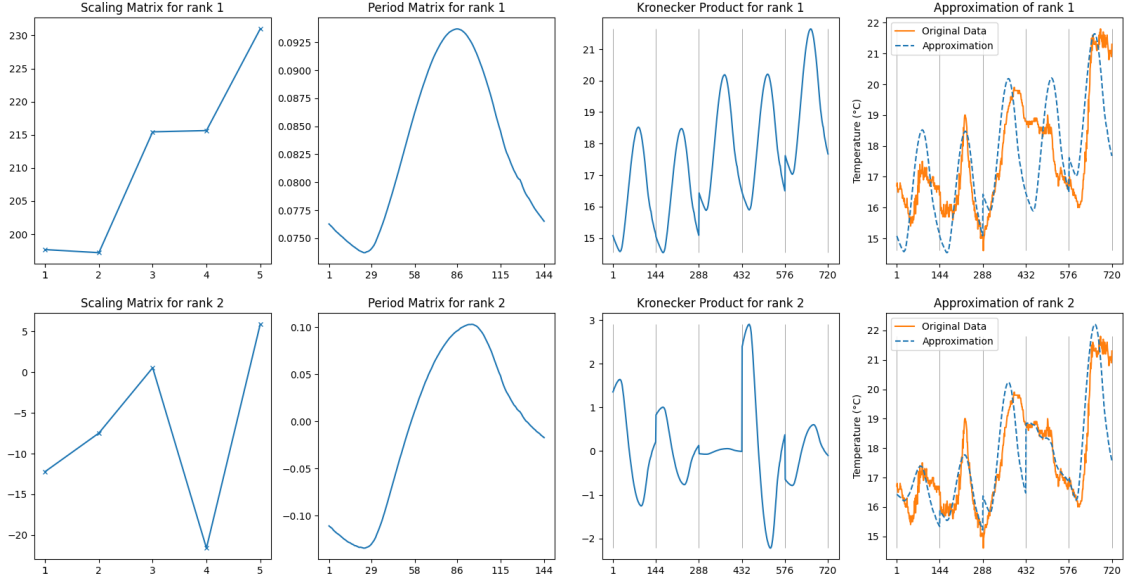 Scaling Matrix for rank 1
230
225
220
215
210
205
200
1 2 3 4 5
Period Matrix for rank 1
0.0925
0.0900
0.0875
0.0850
0.0825
0.0800
0.0775
0.0750
1 29 58 86 115 144
Kronecker Product for rank 1
21
20
19
18
17
16
15
1 144 288 432 576 720
Approximation of rank 1
Original Data
Approximation
Temperature (°C)
22
21
20
19
18
17
16
15
1 144 288 432 576 720
Scaling Matrix for rank 2
5
0
−5
−10
−15
−20
1 2 3 4 5
Period Matrix for rank 2
0.10
0.05
0.00
−0.05
−0.10
1 29 58 86 115 144
Kronecker Product for rank 2
3
2
1
0
−1
−2
1 144 288 432 576 720
Approximation of rank 2
Original Data
Approximation
Temperature (°C)
22
21
20
19
18
17
16
15
1 144 288 432 576 720